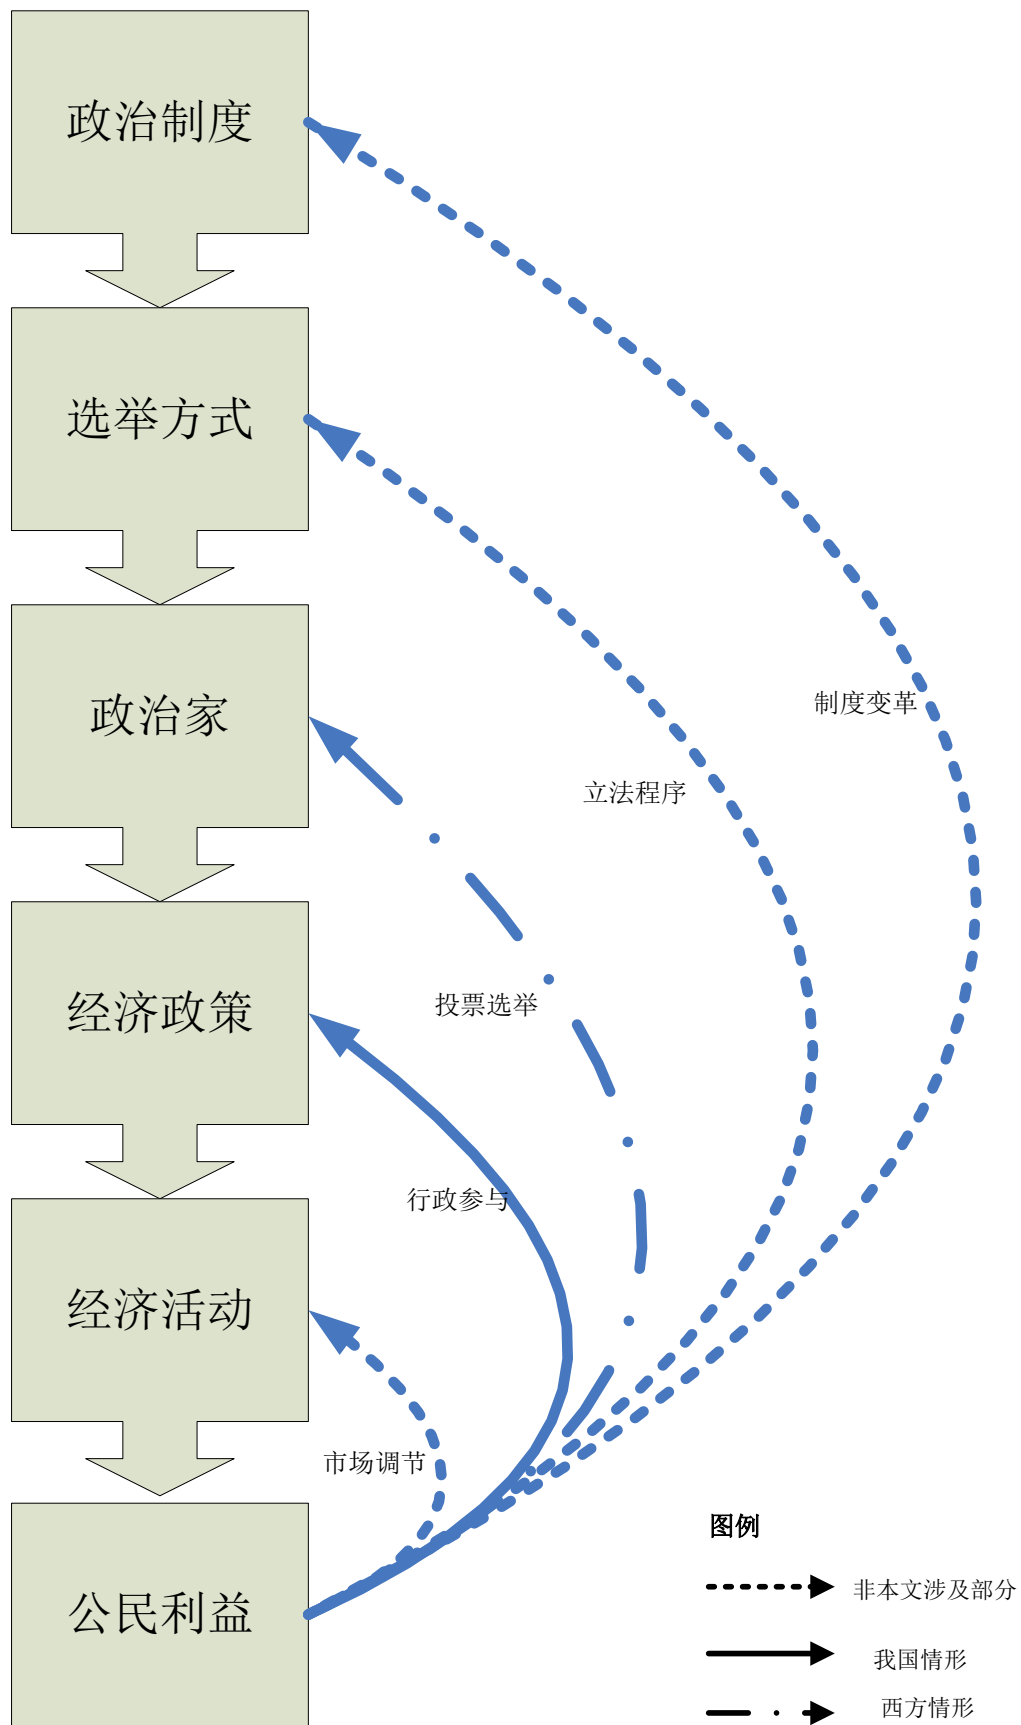 政治制度
选举方式
政治家
制度变革
立法程序
经济政策
投票选举
行政参与
经济活动
市场调节
图例
非本文涉及部分
公民利益
我国情形
西方情形